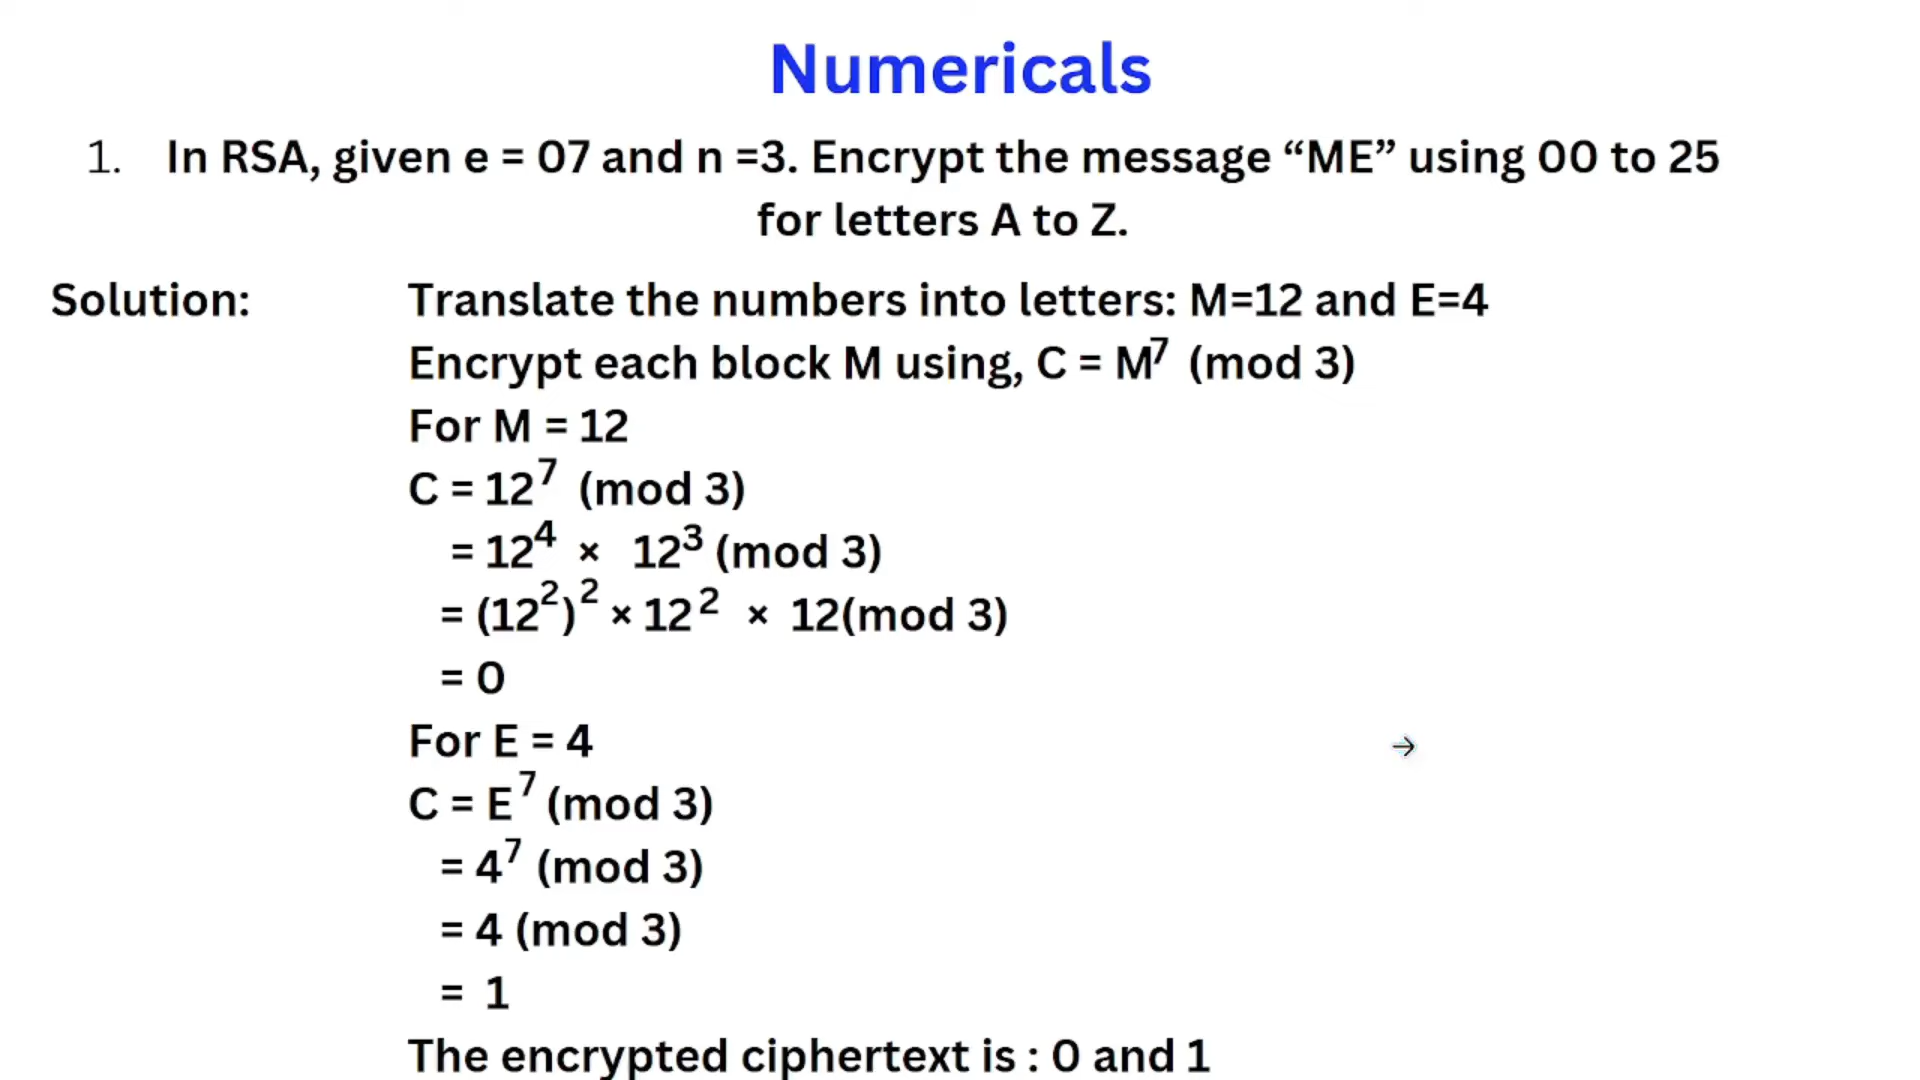 Numericals
1. In RSA, given e = 07 and n =3. Encrypt the message “ME” using 00 to 25
for letters A to Z.
Solution: Translate the numbers into letters: M=12 and E=4
Encrypt each block M using, C = M⁷ (mod 3)
For M = 12
C = 12⁷ (mod 3)
= 12⁴ × 12³ (mod 3)
= (12²)² × 12² × 12(mod 3)
= 0
For E = 4
C = E⁷ (mod 3)
= 4⁷ (mod 3)
= 4 (mod 3)
= 1
The encrypted ciphertext is : 0 and 1